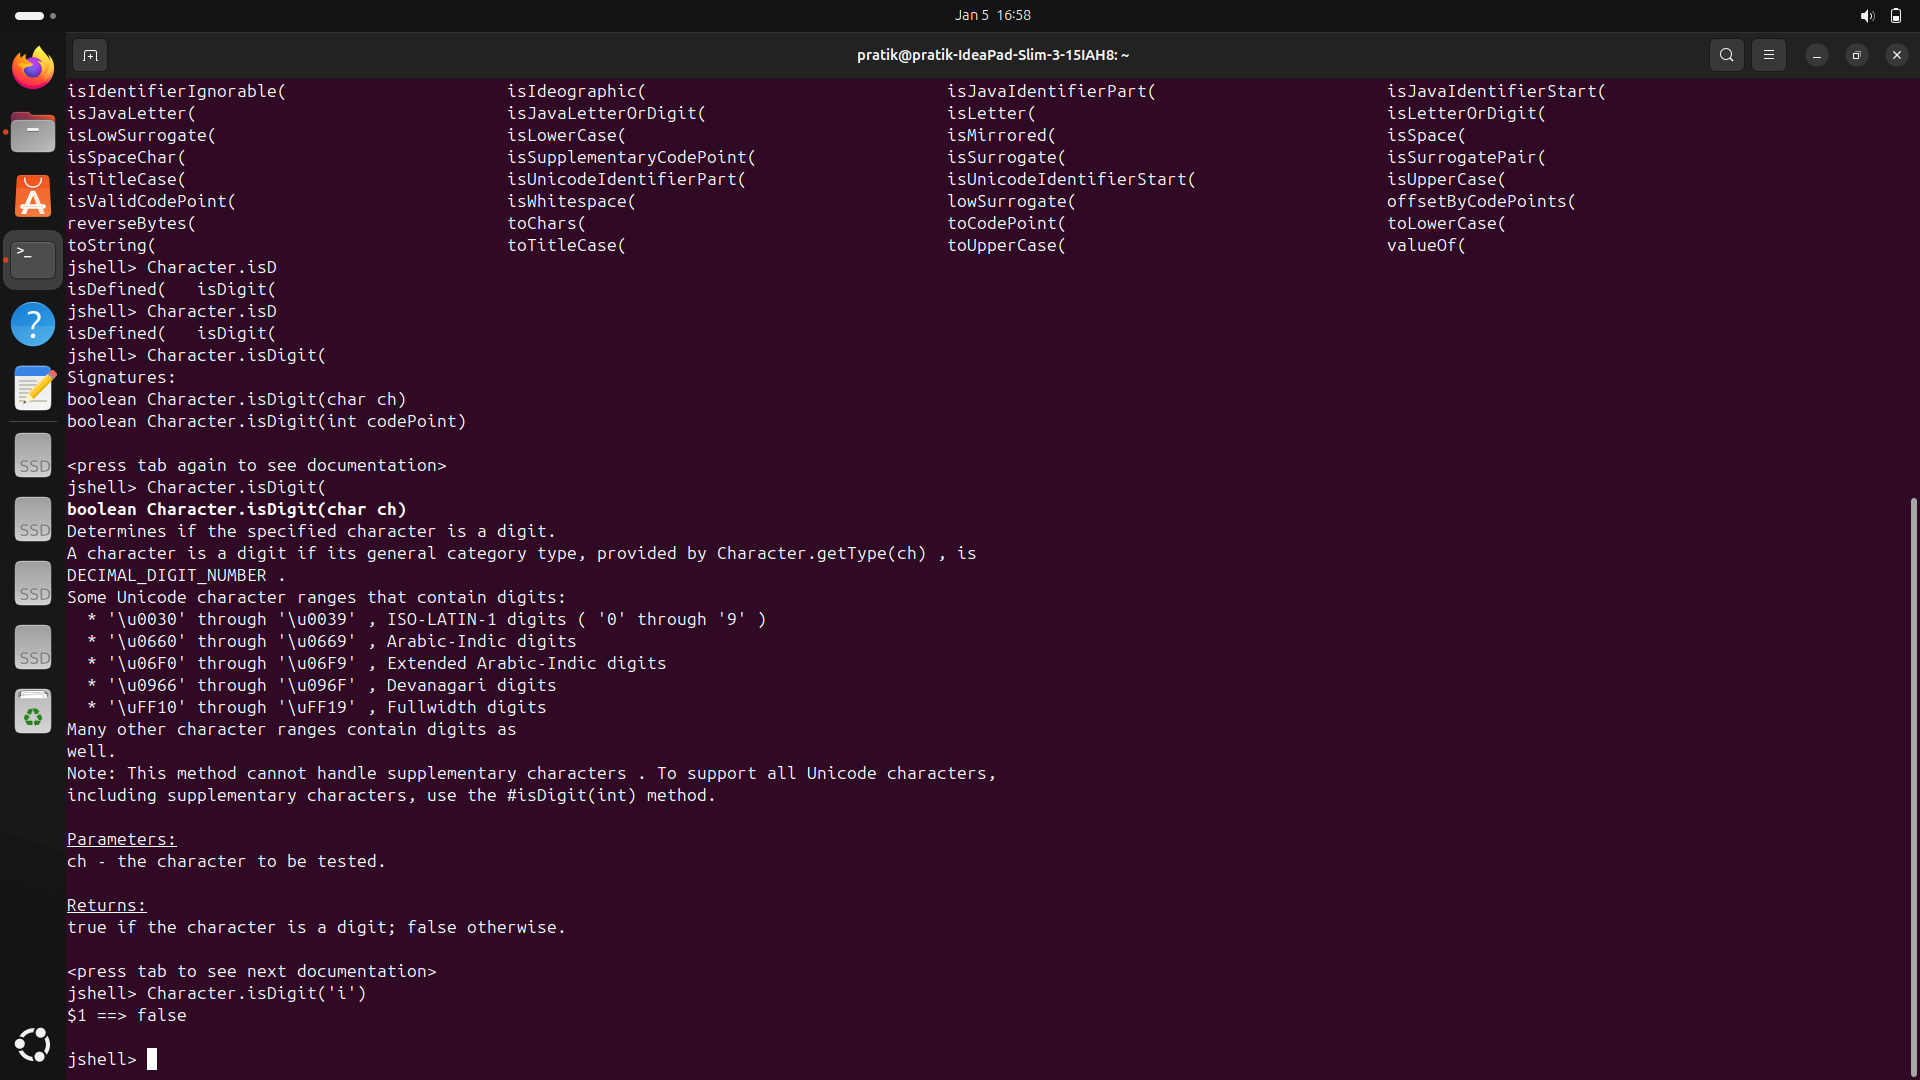 Jan 5 16:58
pratik@pratik-IdeaPad-Slim-3-15IAH8: ~
isIdentifierIgnorable( isIdeographic( isJavaIdentifierPart( isJavaIdentifierStart(
isJavaLetter( isJavaLetterOrDigit( isLetter( isLetterOrDigit(
isLowSurrogate( isLowerCase( isMirrored( isSpace(
isSpaceChar( isSupplementaryCodePoint( isSurrogate( isSurrogatePair(
isTitleCase( isUnicodeIdentifierPart( isUnicodeIdentifierStart( isUpperCase(
isValidCodePoint( isWhitespace( lowSurrogate( offsetByCodePoints(
reverseBytes( toChars( toCodePoint( toLowerCase(
toString( toTitleCase( toUpperCase( valueOf(
jshell> Character.isD
isDefined( isDigit(
jshell> Character.isD
isDefined( isDigit(
jshell> Character.isDigit(
Signatures:
boolean Character.isDigit(char ch)
boolean Character.isDigit(int codePoint)
<press tab again to see documentation>
jshell> Character.isDigit(
boolean Character.isDigit(char ch)
Determines if the specified character is a digit.
A character is a digit if its general category type, provided by Character.getType(ch) , is
DECIMAL_DIGIT_NUMBER .
Some Unicode character ranges that contain digits:
* '\u0030' through '\u0039' , ISO-LATIN-1 digits ( '0' through '9' )
* '\u0660' through '\u0669' , Arabic-Indic digits
* '\u06F0' through '\u06F9' , Extended Arabic-Indic digits
* '\u0966' through '\u096F' , Devanagari digits
* '\uFF10' through '\uFF19' , Fullwidth digits
Many other character ranges contain digits as
well.
Note: This method cannot handle supplementary characters . To support all Unicode characters,
including supplementary characters, use the #isDigit(int) method.
Parameters:
ch - the character to be tested.
Returns:
true if the character is a digit; false otherwise.
<press tab to see next documentation>
jshell> Character.isDigit('i')
$1 ==> false
jshell>
>_
?
SSD
SSD
SSD
SSD